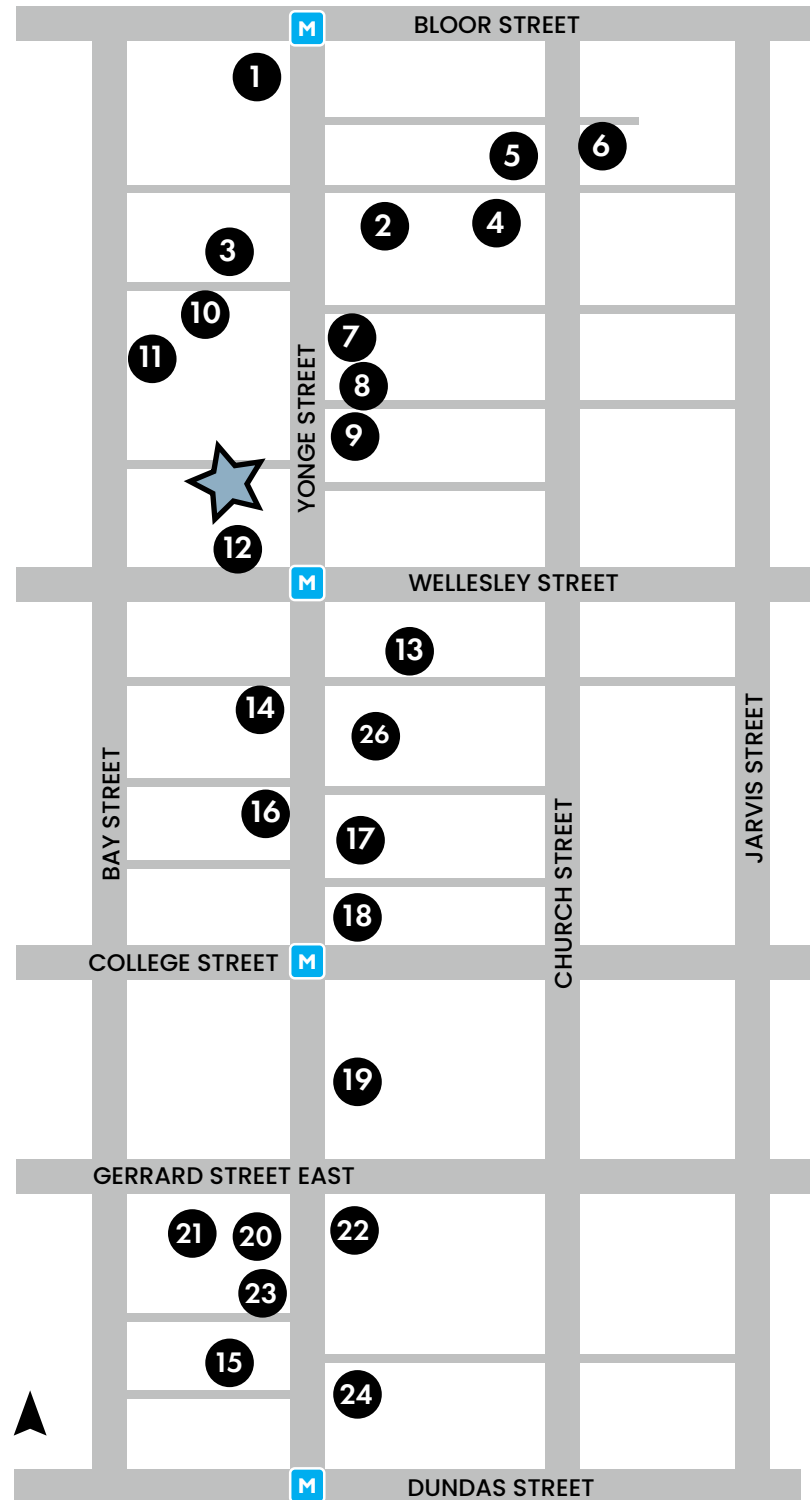 M
BLOOR STREET
1
5
6
2
4
3
10
7
11
8
9
YONGE STREET
12
M
WELLESLEY STREET
13
14
26
BAY STREET
JARVIS STREET
16
17
CHURCH STREET
18
COLLEGE STREET
M
19
GERRARD STREET EAST
21
20
22
23
15
24
M
DUNDAS STREET